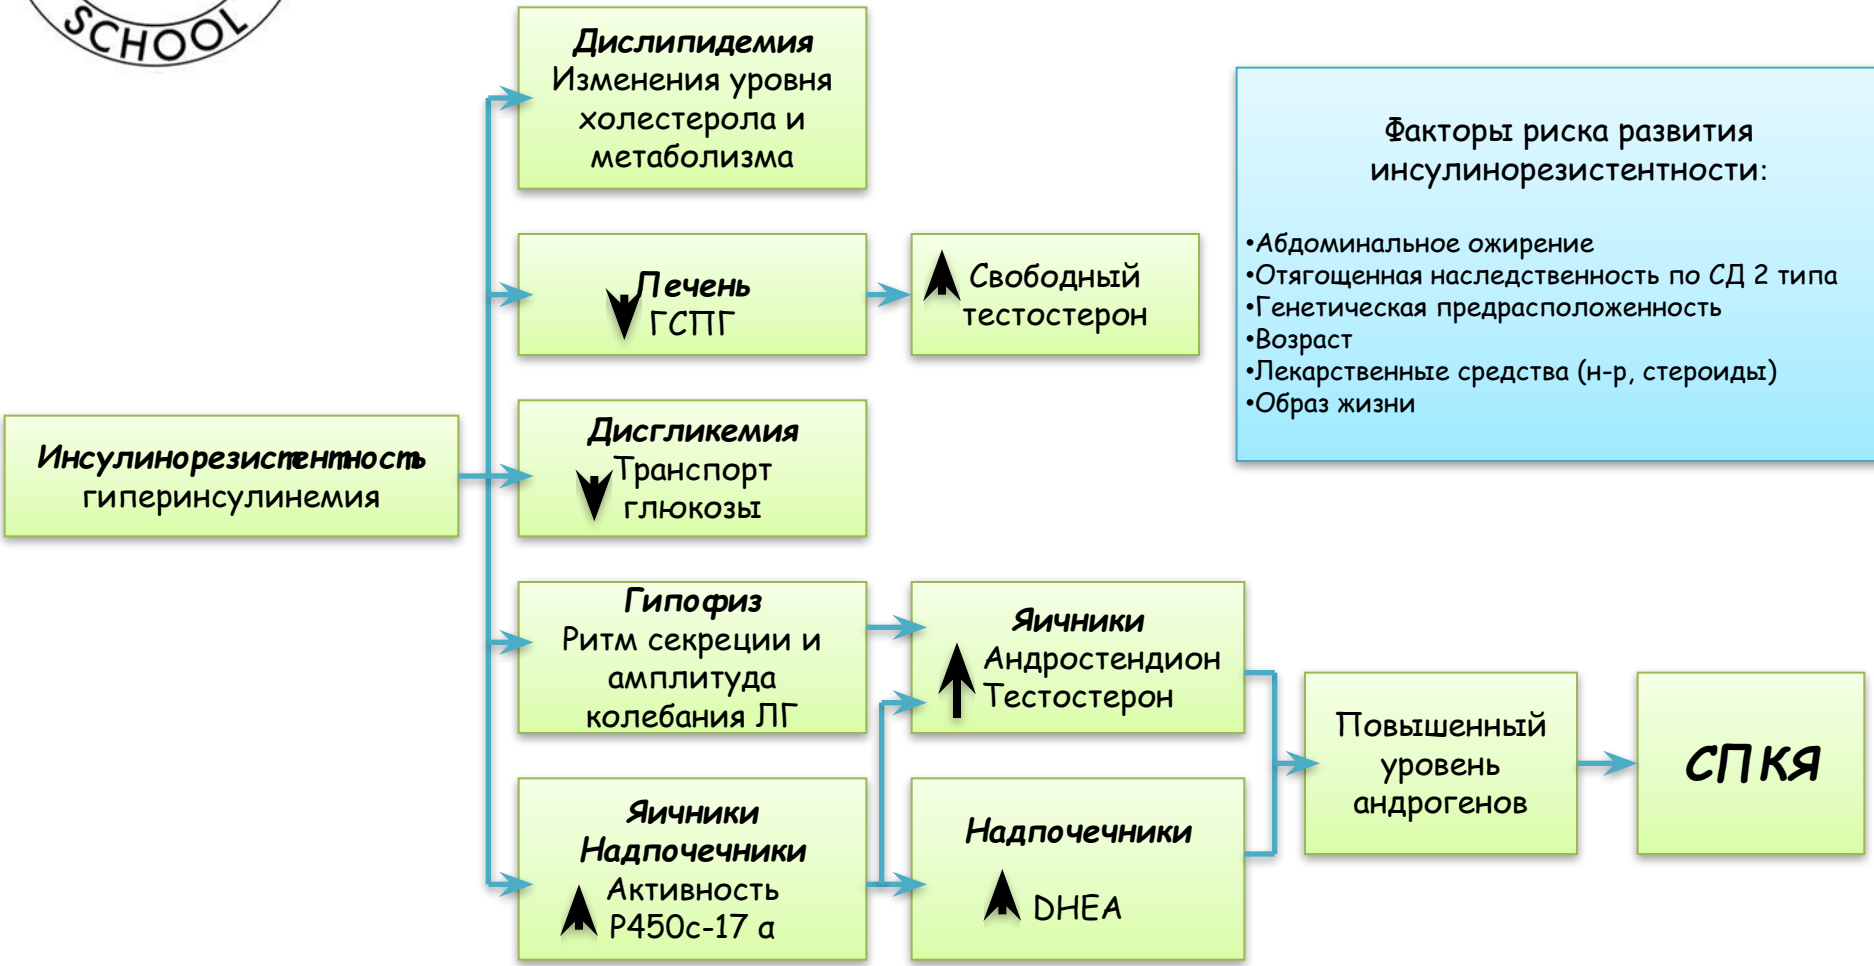 SCHOOL
Дислипидемия
Изменения уровня
холестерола и
метаболизма
Факторы риска развития
инсулинорезистентности:
•Абдоминальное ожирение
•Отягощенная наследственность по СД 2 типа
•Генетическая предрасположенность
•Возраст
•Лекарственные средства (н-р, стероиды)
•Образ жизни
Печень
ГСПГ
Свободный
тестостерон
Инсулинорезистентность
гиперинсулинемия
Дисгликемия
Транспорт
глюкозы
Гипофиз
Ритм секреции и
амплитуда
колебания ЛГ
Яичники
Андростендион
Тестостерон
Яичники
Надпочечники
Активность
P450c-17 α
Надпочечники
DHEA
Повышенный
уровень
андрогенов
СПКЯ